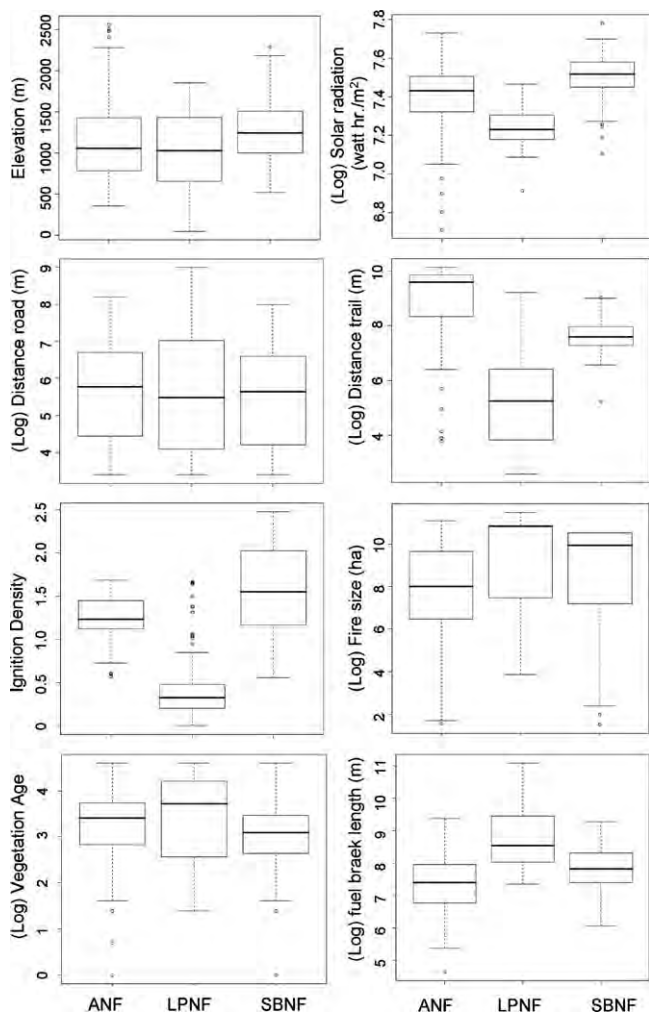 Elevation (m)
0 500 1000 1500 2000 2500
(Log) Solar radiation
(watt hr./m²)
6.8 7.0 7.2 7.4 7.6 7.8
(Log) Distance road (m)
4 5 6 7 8 9
(Log) Distance trail (m)
4 6 8 10
Ignition Density
0 0.5 1.0 1.5 2.0 2.5
(Log) Fire size (ha)
2 4 6 8 10
(Log) Vegetation Age
0 1 2 3 4
(Log) fuel braek length (m)
5 6 7 8 9 10 11
ANF LPNF SBNF
ANF LPNF SBNF